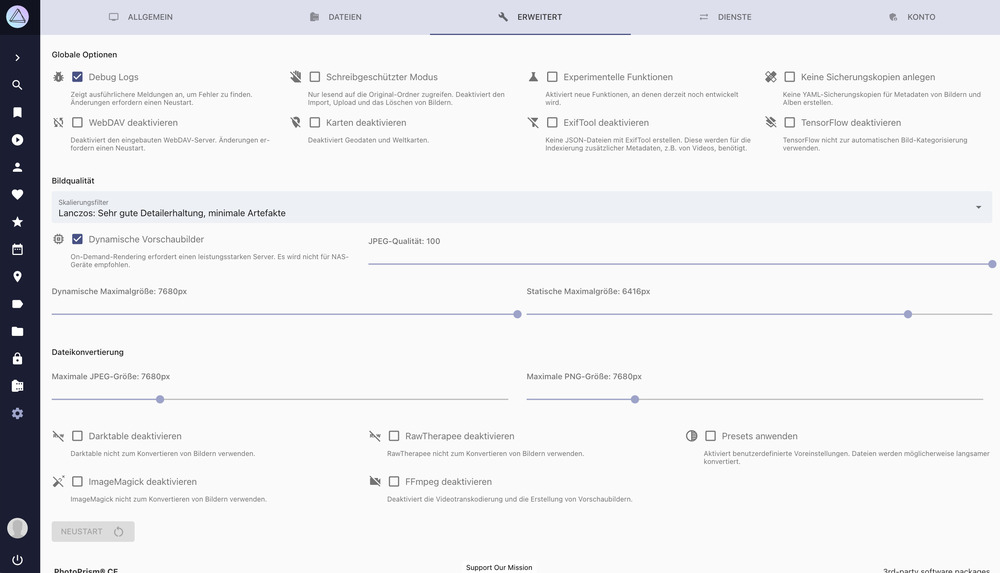 ALLGEMEIN
DATEIEN
ERWEITERT
DIENSTE
KONTO
Globale Optionen
Debug Logs
Zeigt ausführlichere Meldungen an, um Fehler zu finden.
Änderungen erfordern einen Neustart.
Schreibgeschützter Modus
Nur lesend auf die Original-Ordner zugreifen. Deaktiviert den
Import, Upload und das Löschen von Bildern.
Experimentelle Funktionen
Aktiviert neue Funktionen, an denen derzeit noch entwickelt
wird.
Keine Sicherungskopien anlegen
Keine YAML-Sicherungskopien für Metadaten von Bildern und
Alben erstellen.
WebDAV deaktivieren
Deaktiviert den eingebauten WebDAV-Server. Änderungen er-
fordern einen Neustart.
Karten deaktivieren
Deaktiviert Geodaten und Weltkarten.
ExifTool deaktivieren
Keine JSON-Dateien mit ExifTool erstellen. Diese werden für die
Indexierung zusätzlicher Metadaten, z.B. von Videos, benötigt.
TensorFlow deaktivieren
TensorFlow nicht zur automatischen Bild-Kategorisierung
verwenden.
Bildqualität
Skalierungsfilter
Lanczos: Sehr gute Detailerhaltung, minimale Artefakte
Dynamische Vorschaubilder
On-Demand-Rendering erfordert einen leistungsstarken Server. Es wird nicht für NAS-
Geräte empfohlen.
JPEG-Qualität: 100
Dynamische Maximalgröße: 7680px
Statische Maximalgröße: 6416px
Dateikonvertierung
Maximale JPEG-Größe: 7680px
Maximale PNG-Größe: 7680px
Darktable deaktivieren
Darktable nicht zum Konvertieren von Bildern verwenden.
RawTherapee deaktivieren
RawTherapee nicht zum Konvertieren von Bildern verwenden.
Presets anwenden
Aktiviert benutzerdefinierte Voreinstellungen. Dateien werden möglicherweise langsamer
konvertiert.
ImageMagick deaktivieren
ImageMagick nicht zum Konvertieren von Bildern verwenden.
FFmpeg deaktivieren
Deaktiviert die Videotranskodierung und die Erstellung von Vorschaubildern.
NEUSTART
PhotoPrism® CE
Support Our Mission
3rd-party software packages